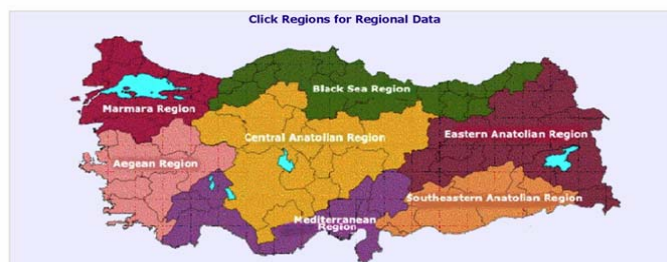 Click Regions for Regional Data
Black Sea Region
Marmara Region
Central Anatolian Region
Eastern Anatolian Region
Aegean Region
Southeastern Anatolian Region
Mediterranean
Region